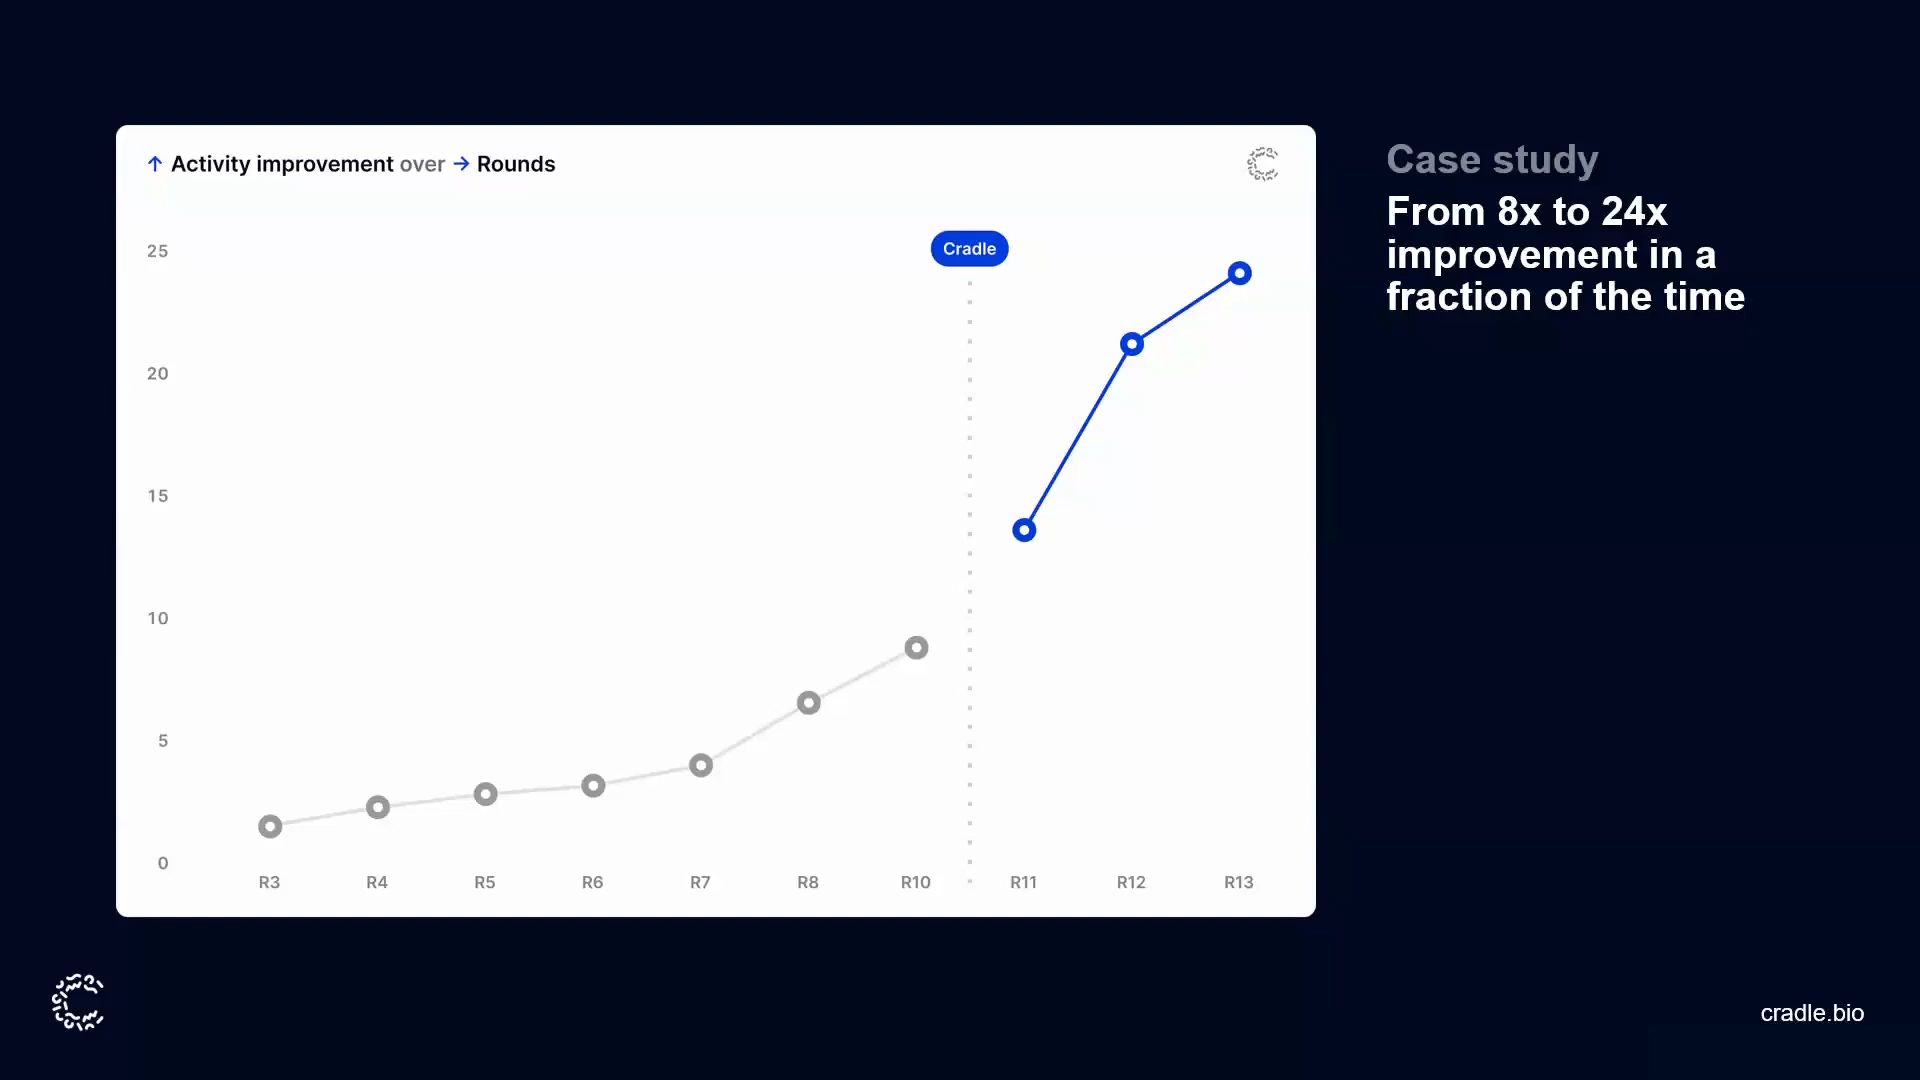 ↑ Activity improvement over → Rounds
Case study
From 8x to 24x
improvement in a
fraction of the time
Cradle
25
20
15
10
5
0
R3 R4 R5 R6 R7 R8 R10 R11 R12 R13
cradle.bio